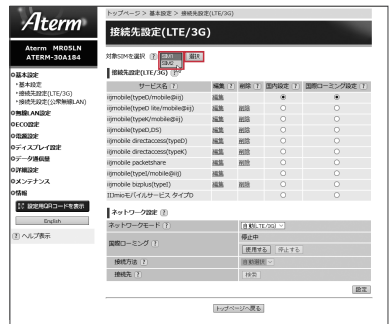 Aterm
Aterm MR05LN
ATERM-30A184
基本設定
・基本設定
・接続先設定(LTE/3G)
・接続先設定(公衆無線LAN)
無線LAN設定
ECO設定
電源設定
ディスプレイ設定
データ通信量
詳細設定
メンテナンス
情報
設定用QRコードを表示
English
? ヘルプ表示
トップページ > 基本設定 > 接続先設定(LTE/3G)
接続先設定(LTE/3G)
対象SIMを選択 ? SIM1 選択
SIM2
接続先設定(LTE/3G) ?
サービス名 ? 編集 ? 削除 ? 国内設定 ? 国際ローミング設定 ?
iijmobile(typeD/mobile@iij) 編集
iijmobile(typeD lite/mobile@iij) 編集 削除
iijmobile(typeK/mobile@iij) 編集 削除
iijmobile(typeD,DS) 編集 削除
iijmobile directaccess(typeD) 編集 削除
iijmobile directaccess(typeK) 編集 削除
iijmobile packetshare 編集 削除
iijmobile(typeI/mobile@iij) 編集 削除
iijmobile bizplus(typeI) 編集 削除
IIJmioモバイルサービス タイプD 編集 削除
ネットワーク設定 ?
ネットワークモード ? 自動(LTE/3G)
国際ローミング ? 停止中
使用する 停止する
接続方法 ? 自動選択
接続先 ? 検索
設定
トップページへ戻る